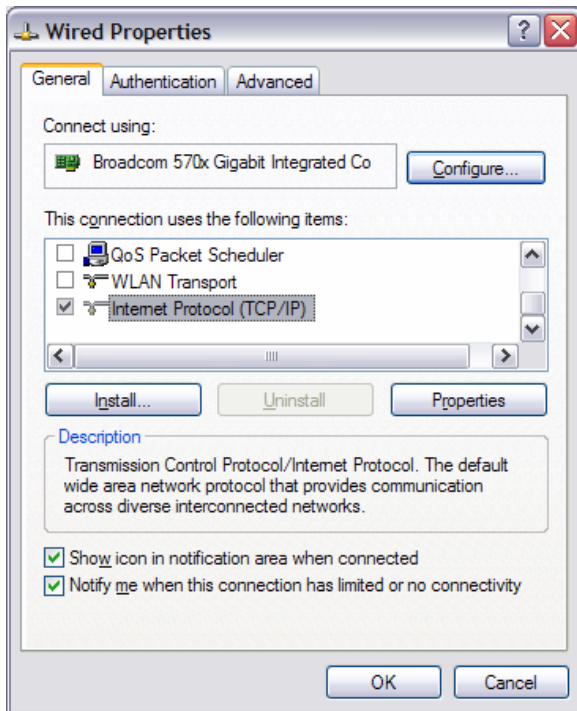 Wired Properties
General Authentication Advanced
Connect using:
Broadcom 570x Gigabit Integrated Co Configure...
This connection uses the following items:
QoS Packet Scheduler
WLAN Transport
Internet Protocol (TCP/IP)
Install... Uninstall Properties
Description
Transmission Control Protocol/Internet Protocol. The default
wide area network protocol that provides communication
across diverse interconnected networks.
Show icon in notification area when connected
Notify me when this connection has limited or no connectivity
OK Cancel